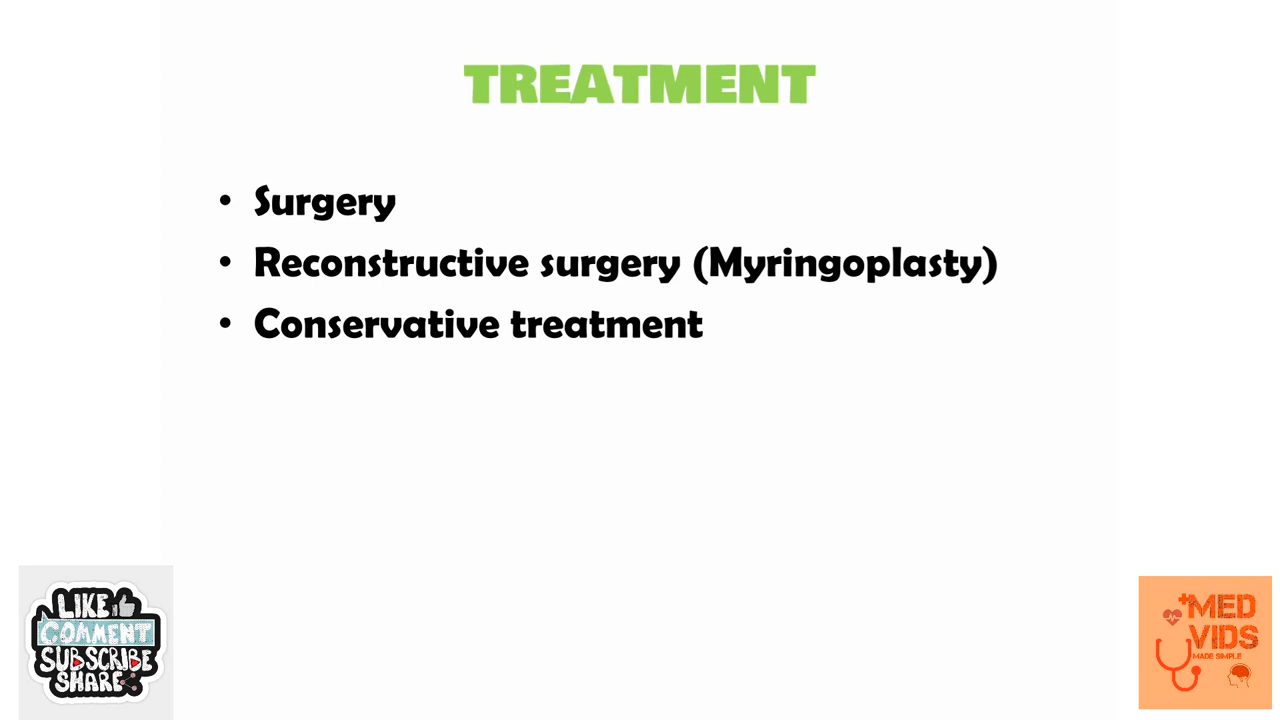 TREATMENT
• Surgery
• Reconstructive surgery (Myringoplasty)
• Conservative treatment
LIKE
COMMENT
SUBSCRIBE
SHARE
MED
VIDS
MADE SIMPLE